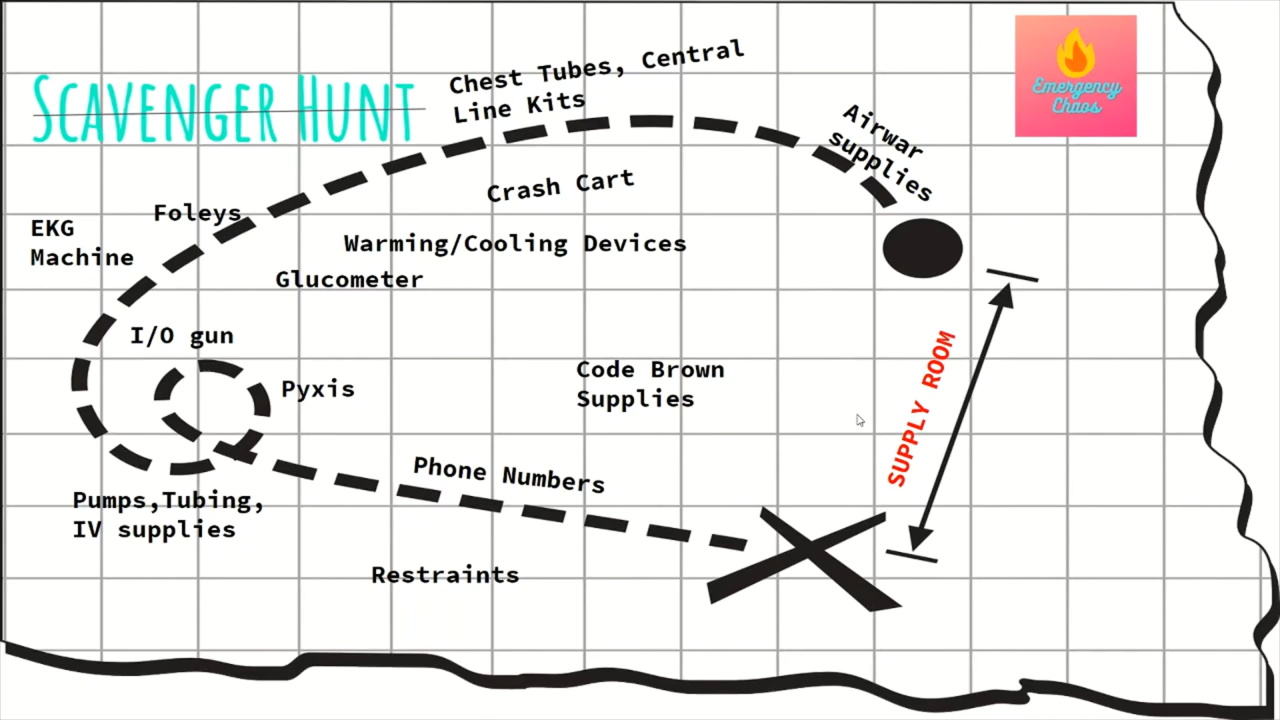 Scavenger Hunt
Chest Tubes, Central
Line Kits
Emergency
Chaos
Airwar
supplies
Crash Cart
Foleys
EKG
Machine
Warming/Cooling Devices
Glucometer
I/O gun
Pyxis
Code Brown
Supplies
SUPPLY ROOM
Phone Numbers
Pumps,Tubing,
IV supplies
Restraints